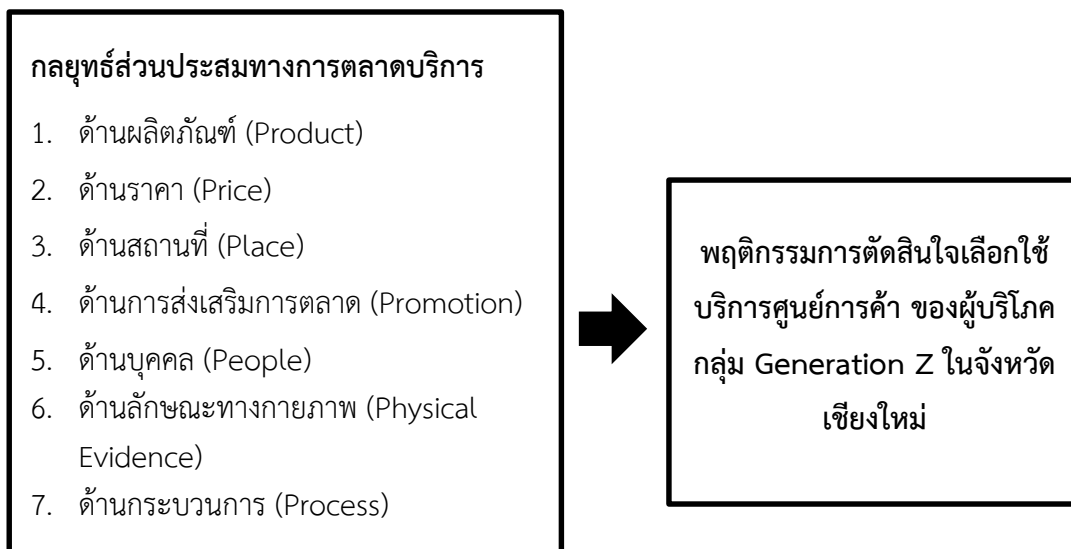 กลยุทธ์ส่วนประสมทางการตลาดบริการ
1. ด้านผลิตภัณฑ์ (Product)
2. ด้านราคา (Price)
3. ด้านสถานที่ (Place)
4. ด้านการส่งเสริมการตลาด (Promotion)
5. ด้านบุคคล (People)
6. ด้านลักษณะทางกายภาพ (Physical
Evidence)
7. ด้านกระบวนการ (Process)
พฤติกรรมการตัดสินใจเลือกใช้
บริการศูนย์การค้า ของผู้บริโภค
กลุ่ม Generation Z ในจังหวัด
เชียงใหม่